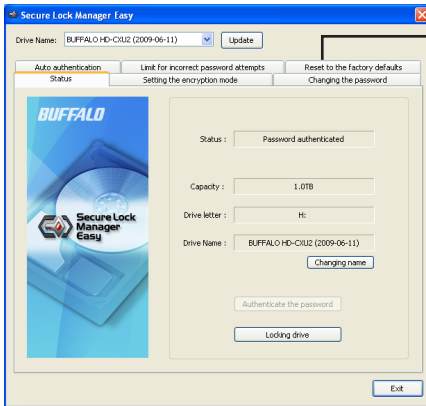 Secure Lock Manager Easy
Drive Name: BUFFALO HD-CXU2 (2009-06-11) Update
Auto authentication Limit for incorrect password attempts Reset to the factory defaults
Status Setting the encryption mode Changing the password
BUFFALO
Secure Lock
Manager
Easy
Status : Password authenticated
Capacity : 1.0TB
Drive letter : H:
Drive Name : BUFFALO HD-CXU2 (2009-06-11)
Changing name
Authenticate the password
Locking drive
Exit